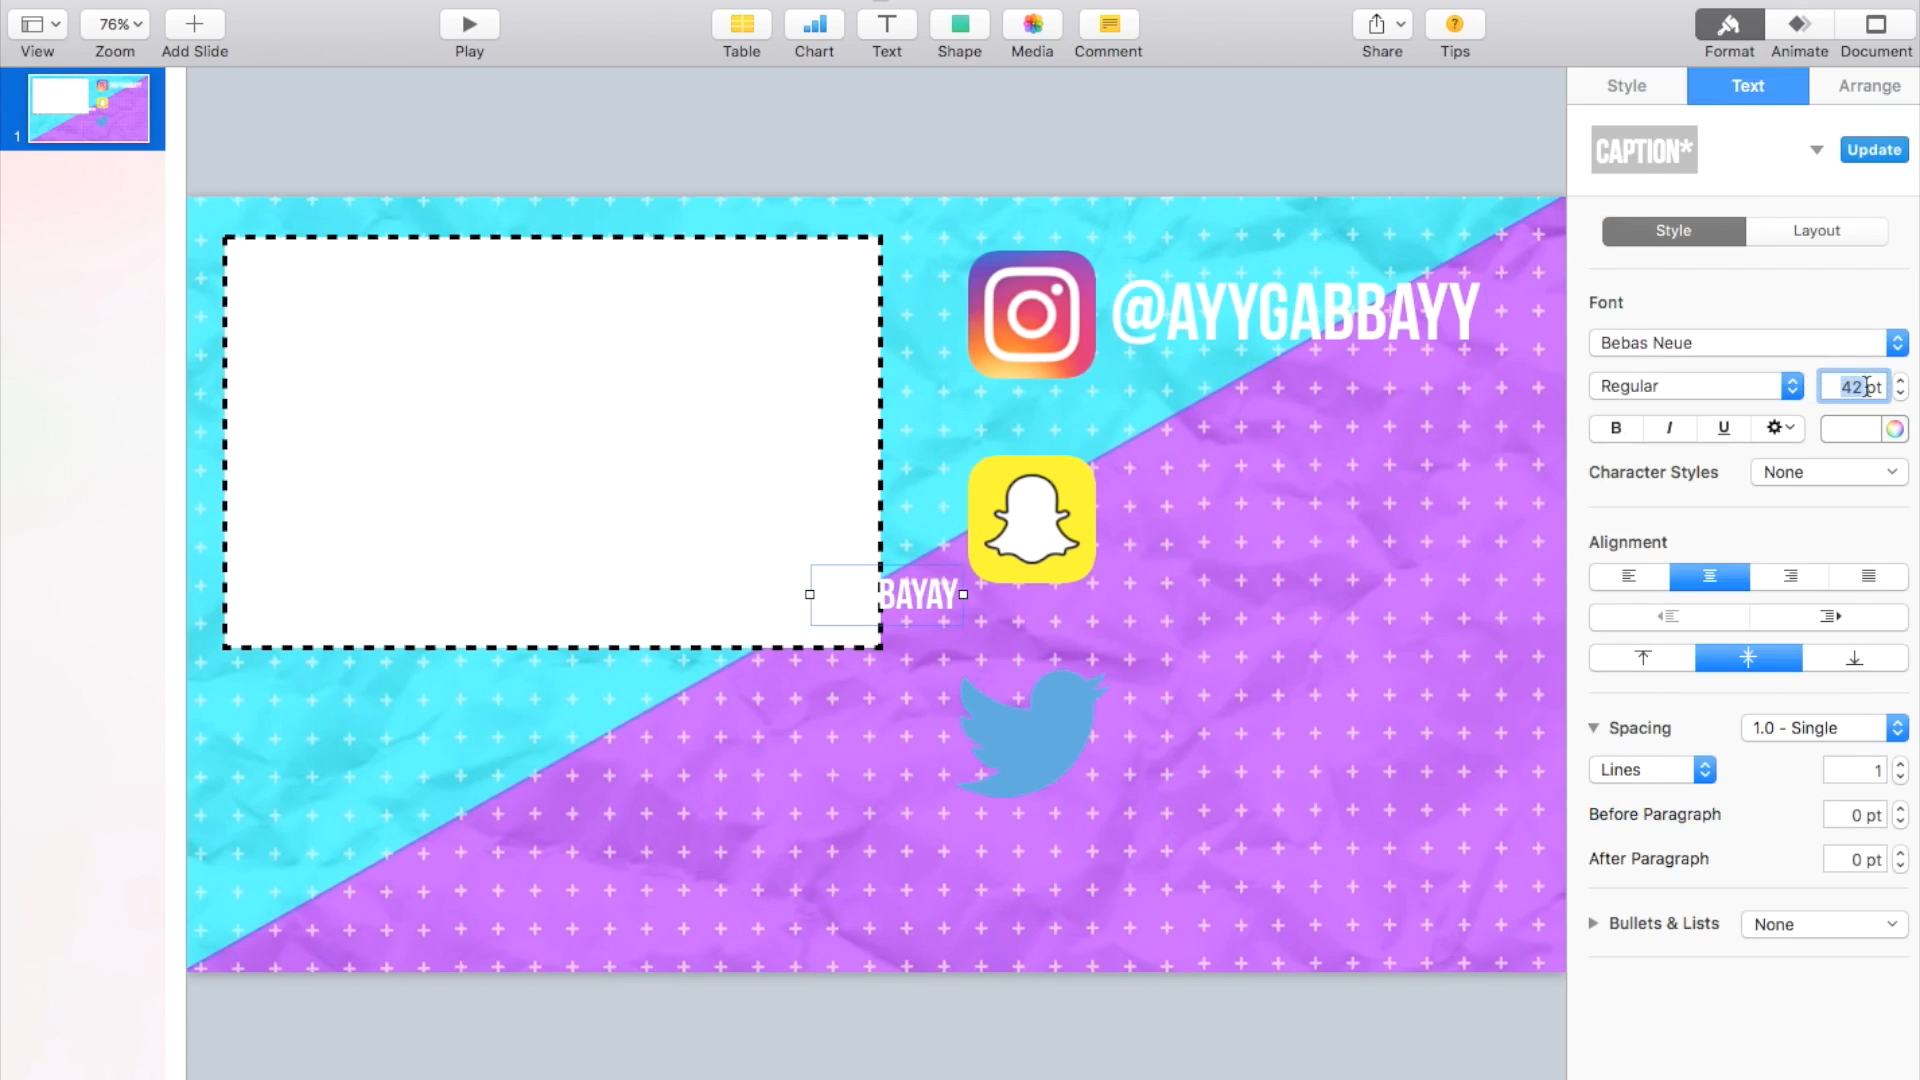 76%
View
Zoom
Add Slide
Play
Table
Chart
Text
Shape
Media
Comment
Share
Tips
Format
Animate
Document
1
@AYYGABBAYY
BAYAY
Style
Text
Arrange
CAPTION*
Update
Style
Layout
Font
Bebas Neue
Regular
42 pt
B I U
Character Styles
None
Alignment
Spacing
1.0 - Single
Lines
1
Before Paragraph
0 pt
After Paragraph
0 pt
Bullets & Lists
None